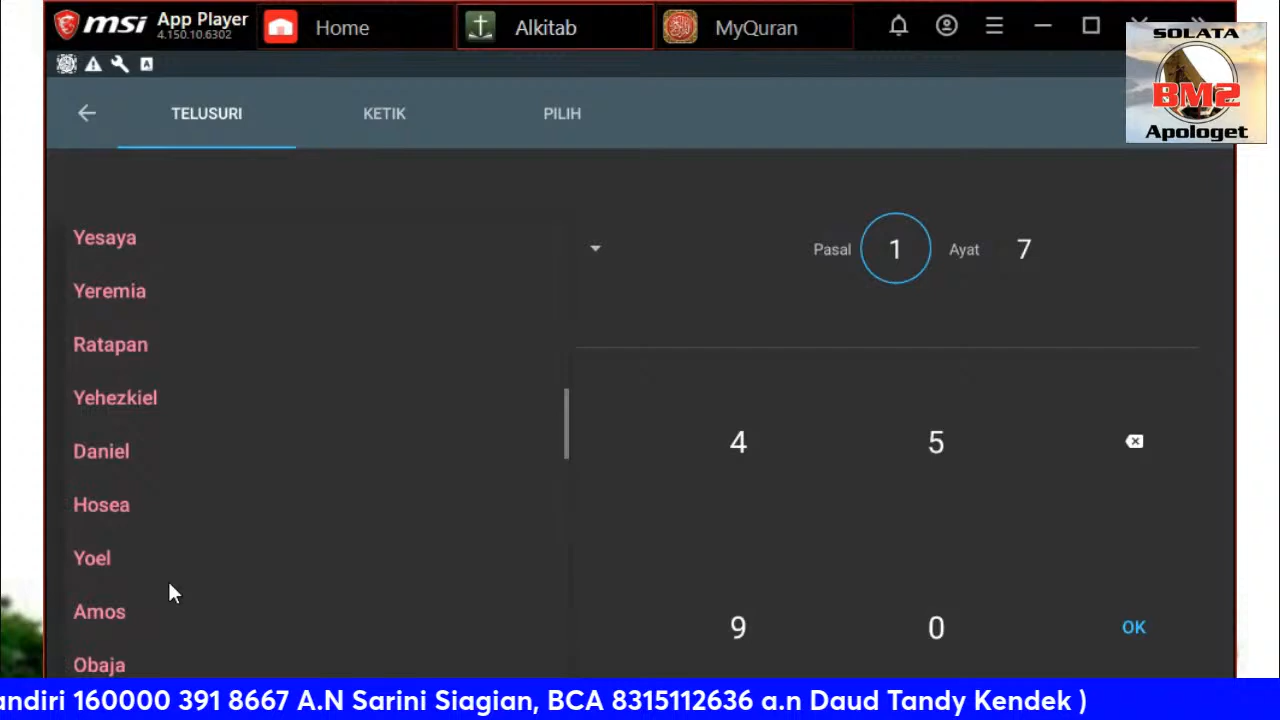 msi App Player
4.150.10.6302
Home
Alkitab
MyQuran
SOLATA
BM2
Apologet
TELUSURI
KETIK
PILIH
Yesaya
Yeremia
Ratapan
Yehezkiel
Daniel
Hosea
Yoel
Amos
Obaja
Pasal 1 Ayat 7
4 5
9 0 OK
andiri 160000 391 8667 A.N Sarini Siagian, BCA 8315112636 a.n Daud Tandy Kendek )